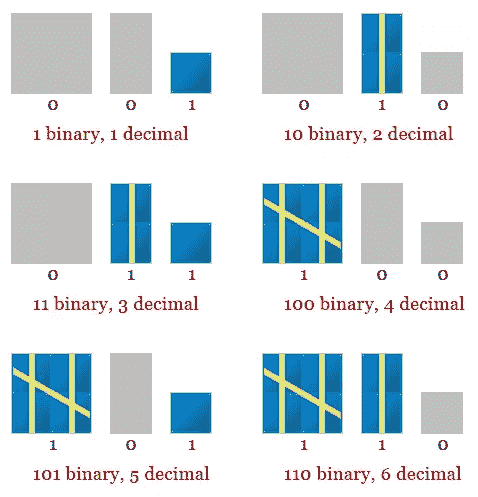 0 0 1
1 binary, 1 decimal
0 1 0
10 binary, 2 decimal
0 1 1
11 binary, 3 decimal
1 0 0
100 binary, 4 decimal
1 0 1
101 binary, 5 decimal
1 1 0
110 binary, 6 decimal